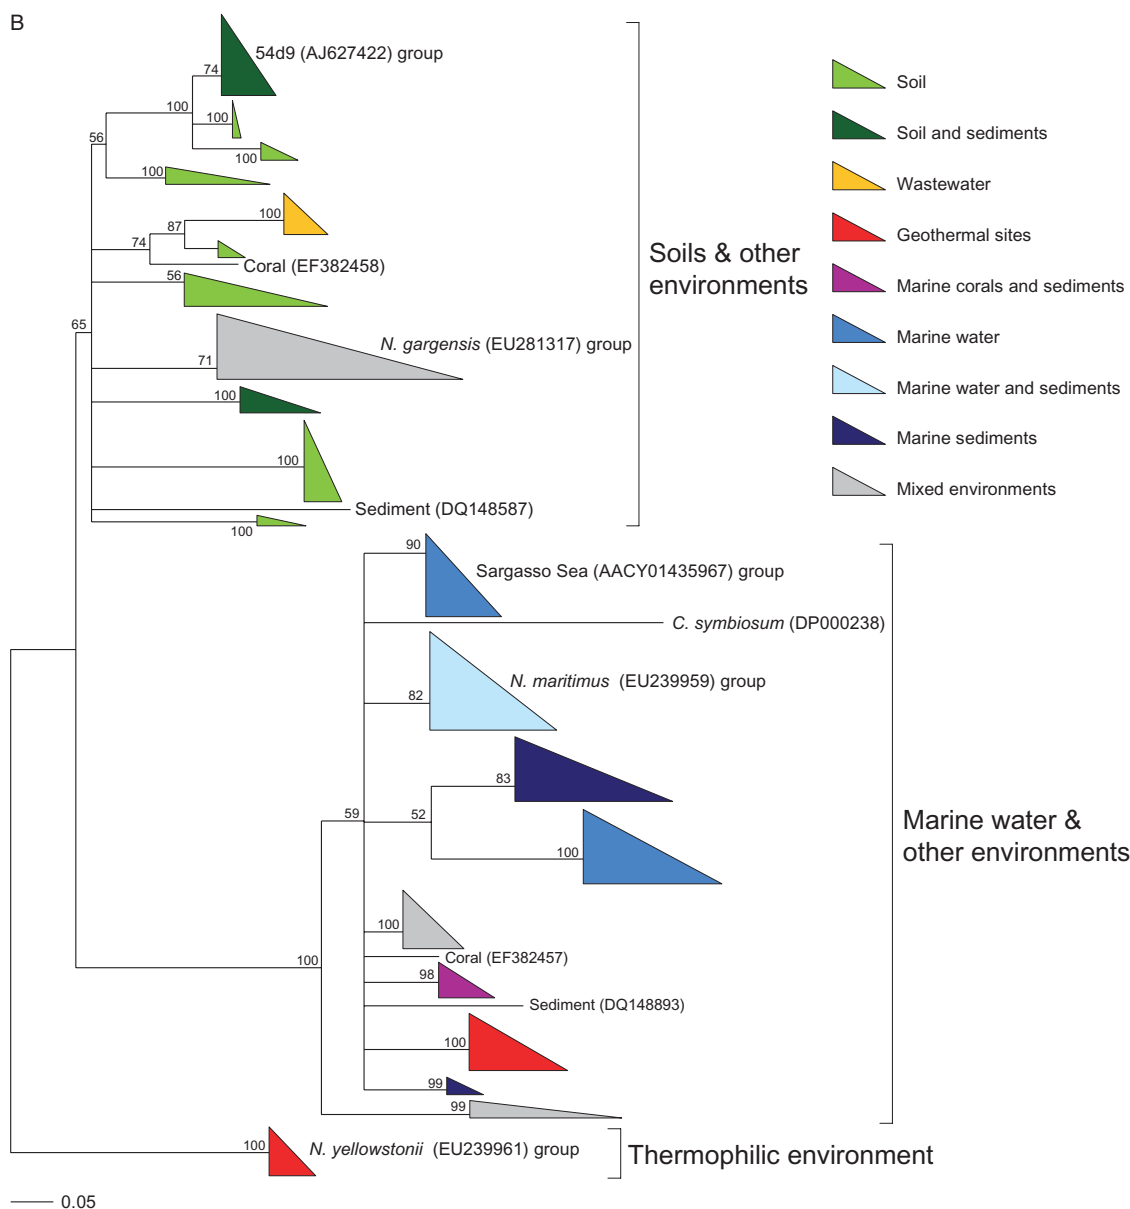 B
54d9 (AJ627422) group
74
100
100
100
56
100
100
87
74
Coral (EF382458)
56
65
N. gargensis (EU281317) group
71
100
100
Sediment (DQ148587)
100
Soils & other
environments
Soil
Soil and sediments
Wastewater
Geothermal sites
Marine corals and sediments
Marine water
Marine water and sediments
Marine sediments
Mixed environments
90
Sargasso Sea (AACY01435967) group
C. symbiosum (DP000238)
N. maritimus (EU239959) group
82
83
59
52
100
100
Coral (EF382457)
98
100
Sediment (DQ148893)
100
99
99
Marine water &
other environments
100
N. yellowstonii (EU239961) group
Thermophilic environment
0.05